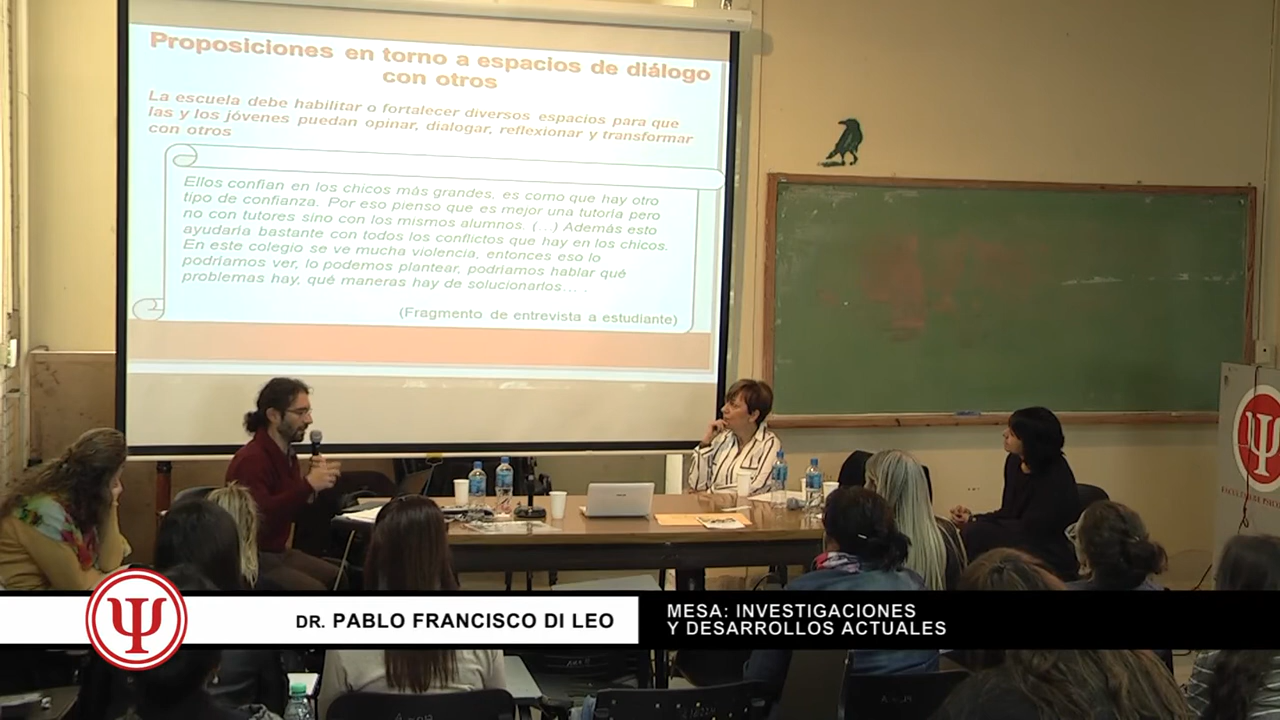 Proposiciones en torno a espacios de diálogo
con otros
La escuela debe habilitar o fortalecer diversos espacios para que
las y los jóvenes puedan opinar, dialogar, reflexionar y transformar
con otros
Ellos confían en los chicos más grandes, es como que hay otro
tipo de confianza. Por eso pienso que es mejor una tutoría pero
no con tutores sino con los mismos alumnos. (…) Además esto
ayudaría bastante con todos los conflictos que hay en los chicos.
En este colegio se ve mucha violencia, entonces eso lo
podríamos ver, lo podemos plantear, podríamos hablar qué
problemas hay, qué maneras hay de solucionarlos… .
(Fragmento de entrevista a estudiante)
Ψ
Ψ
DR. PABLO FRANCISCO DI LEO
MESA: INVESTIGACIONES
Y DESARROLLOS ACTUALES